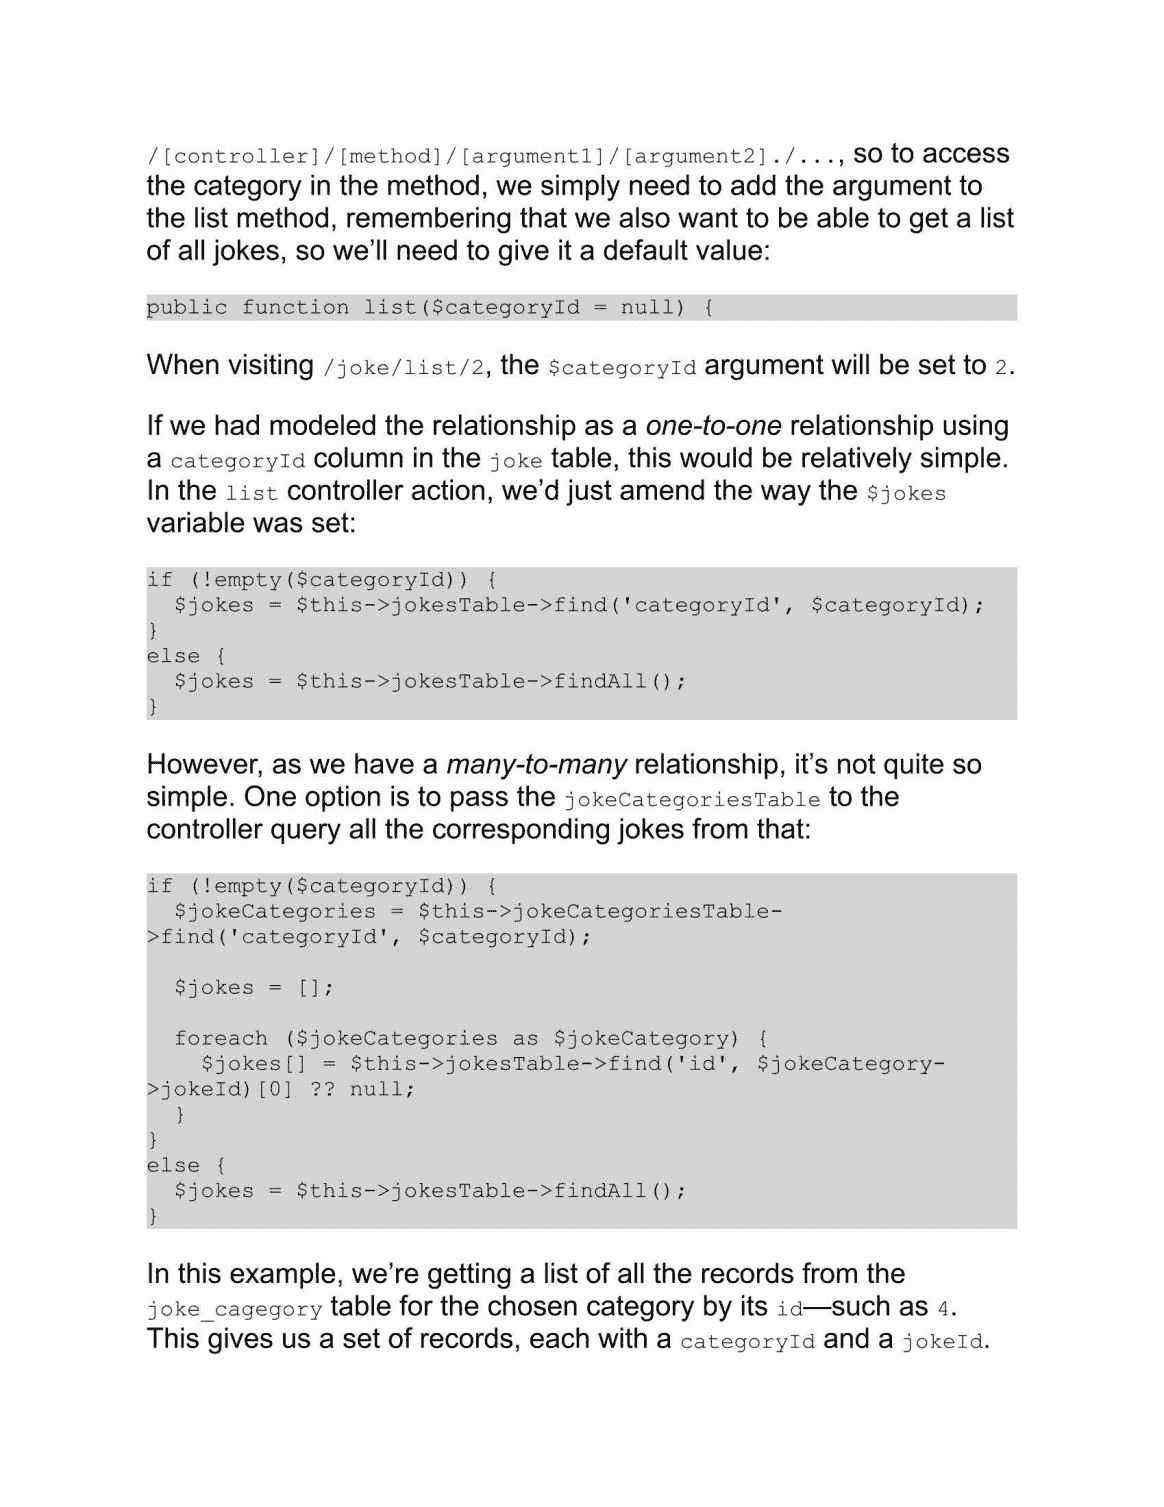 /[controller]/[method]/[argument1]/[argument2]./..., so to access
the category in the method, we simply need to add the argument to
the list method, remembering that we also want to be able to get a list
of all jokes, so we’ll need to give it a default value:
public function list($categoryId = null) {
When visiting /joke/list/2, the $categoryId argument will be set to 2.
If we had modeled the relationship as a one-to-one relationship using
a categoryId column in the joke table, this would be relatively simple.
In the list controller action, we’d just amend the way the $jokes
variable was set:
if (!empty($categoryId)) {
  $jokes = $this->jokesTable->find('categoryId', $categoryId);
}
else {
  $jokes = $this->jokesTable->findAll();
}
However, as we have a many-to-many relationship, it’s not quite so
simple. One option is to pass the jokeCategoriesTable to the
controller query all the corresponding jokes from that:
if (!empty($categoryId)) {
  $jokeCategories = $this->jokeCategoriesTable-
>find('categoryId', $categoryId);
  $jokes = [];
  foreach ($jokeCategories as $jokeCategory) {
    $jokes[] = $this->jokesTable->find('id', $jokeCategory-
>jokeId)[0] ?? null;
  }
}
else {
  $jokes = $this->jokesTable->findAll();
}
In this example, we’re getting a list of all the records from the
joke_cagegory table for the chosen category by its id—such as 4.
This gives us a set of records, each with a categoryId and a jokeId.